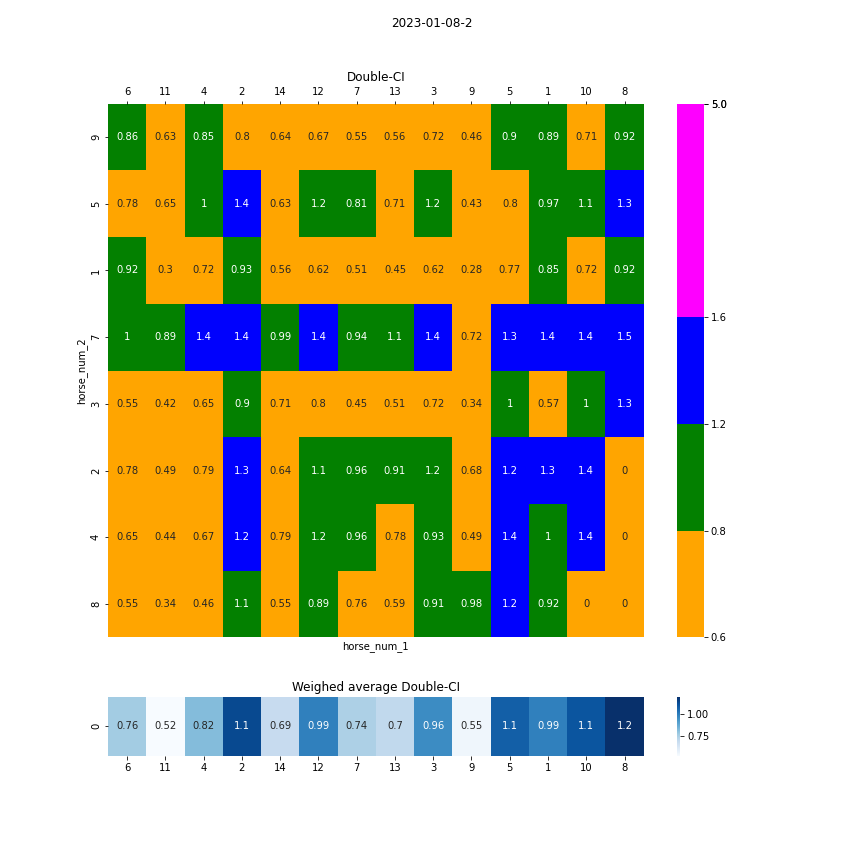 2023-01-08-2
Double-CI
6 11 4 2 14 12 7 13 3 9 5 1 10 8
9 0.86 0.63 0.85 0.8 0.64 0.67 0.55 0.56 0.72 0.46 0.9 0.89 0.71 0.92
5 0.78 0.65 1 1.4 0.63 1.2 0.81 0.71 1.2 0.43 0.8 0.97 1.1 1.3
1 0.92 0.3 0.72 0.93 0.56 0.62 0.51 0.45 0.62 0.28 0.77 0.85 0.72 0.92
7 1 0.89 1.4 1.4 0.99 1.4 0.94 1.1 1.4 0.72 1.3 1.4 1.4 1.5
3 0.55 0.42 0.65 0.9 0.71 0.8 0.45 0.51 0.72 0.34 1 0.57 1 1.3
2 0.78 0.49 0.79 1.3 0.64 1.1 0.96 0.91 1.2 0.68 1.2 1.3 1.4 0
4 0.65 0.44 0.67 1.2 0.79 1.2 0.96 0.78 0.93 0.49 1.4 1 1.4 0
8 0.55 0.34 0.46 1.1 0.55 0.89 0.76 0.59 0.91 0.98 1.2 0.92 0 0
horse_num_2
horse_num_1
5.0
1.6
1.2
0.8
0.6
Weighed average Double-CI
0 0.76 0.52 0.82 1.1 0.69 0.99 0.74 0.7 0.96 0.55 1.1 0.99 1.1 1.2
6 11 4 2 14 12 7 13 3 9 5 1 10 8
1.00
0.75